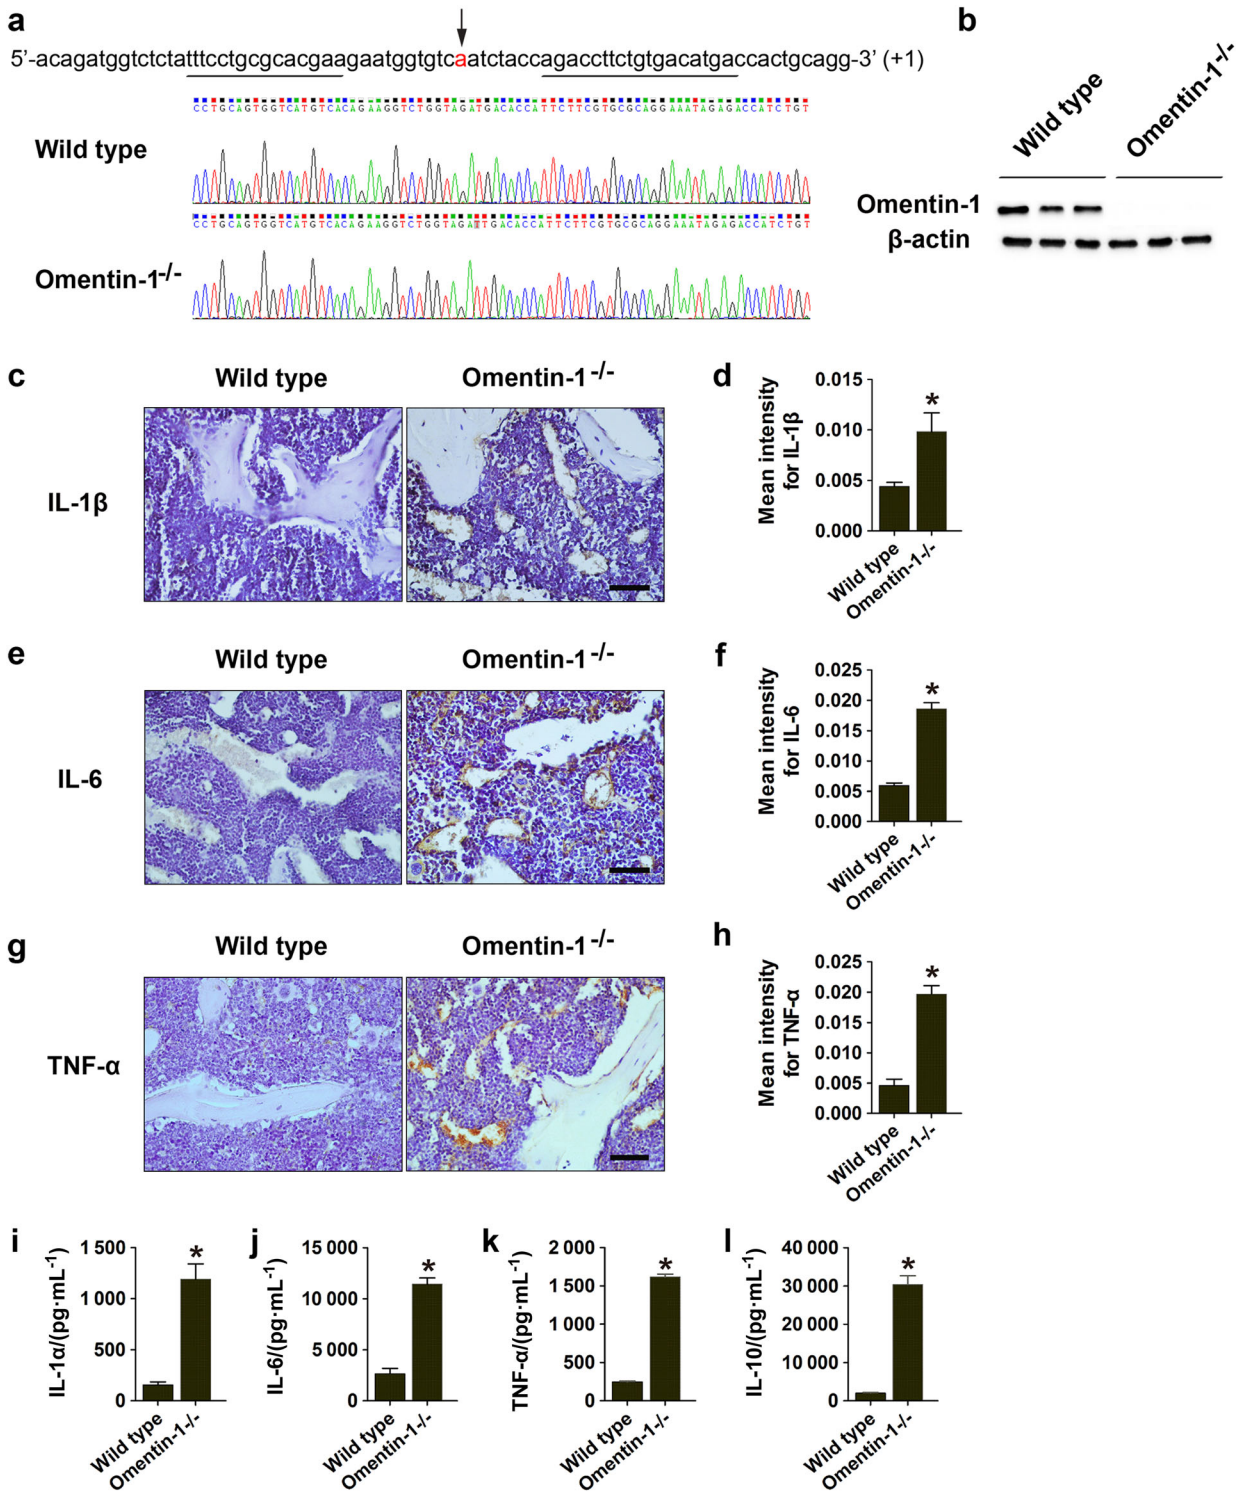 a
5'-acagatggtctctatttcctgcgcacgaagaatggtgtcaatctaccagaccttctgtgacatgaccactgcagg-3' (+1)
CCTGCAGTGGTCATGTCACAGAAGGTCTGGTAGATGACACCATTCTTCGTGCGCAGGAAATAGAGACCATCTGT
Wild type
CCTGCAGTGGTCATGTCACAGAAGGTCTGGTAGATTGACACCATTCTTCGTGCGCAGGAAATAGAGACCATCTGT
Omentin-1-/-
b
Wild type
Omentin-1-/-
Omentin-1
β-actin
c
Wild type
Omentin-1-/-
IL-1β
d
Mean intensity
for IL-1β
0.015
0.010
0.005
0.000
*
Wild type
Omentin-1-/-
e
Wild type
Omentin-1-/-
IL-6
f
Mean intensity
for IL-6
0.025
0.020
0.015
0.010
0.005
0.000
*
Wild type
Omentin-1-/-
g
Wild type
Omentin-1-/-
TNF-α
h
Mean intensity
for TNF-α
0.025
0.020
0.015
0.010
0.005
0.000
*
Wild type
Omentin-1-/-
i
IL-1α/(pg·mL-1)
1 500
1 000
500
0
*
Wild type
Omentin-1-/-
j
IL-6/(pg·mL-1)
15 000
10 000
5 000
0
*
Wild type
Omentin-1-/-
k
TNF-α/(pg·mL-1)
2 000
1 500
1 000
500
0
*
Wild type
Omentin-1-/-
l
IL-10/(pg·mL-1)
40 000
30 000
20 000
10 000
0
*
Wild type
Omentin-1-/-